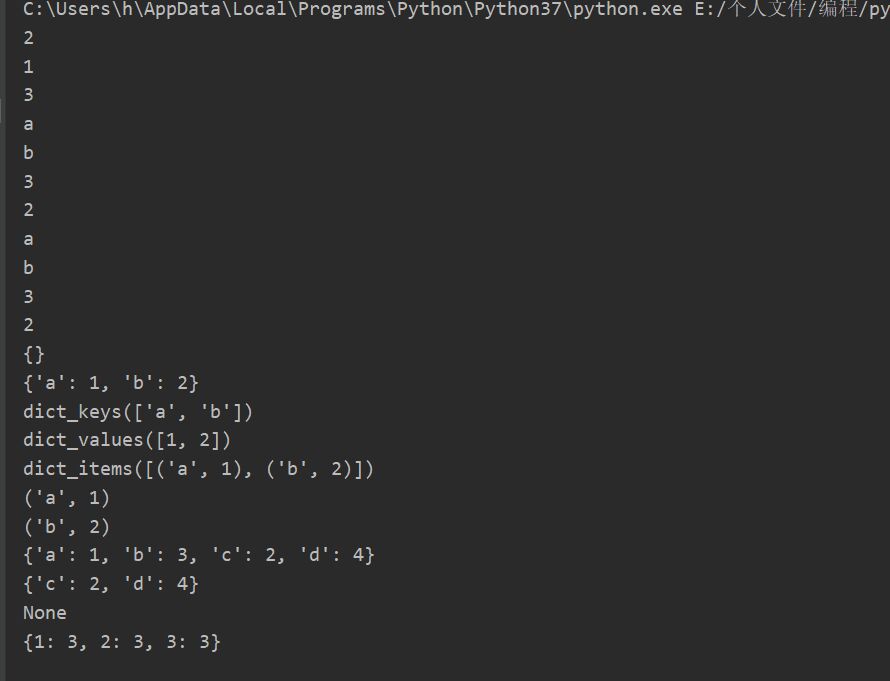 C:\Users\h\AppData\Local\Programs\Python\Python37\python.exe E:/个人文件/编程/py
2
1
3
a
b
3
2
a
b
3
2
{}
{'a': 1, 'b': 2}
dict_keys(['a', 'b'])
dict_values([1, 2])
dict_items([('a', 1), ('b', 2)])
('a', 1)
('b', 2)
{'a': 1, 'b': 3, 'c': 2, 'd': 4}
{'c': 2, 'd': 4}
None
{1: 3, 2: 3, 3: 3}